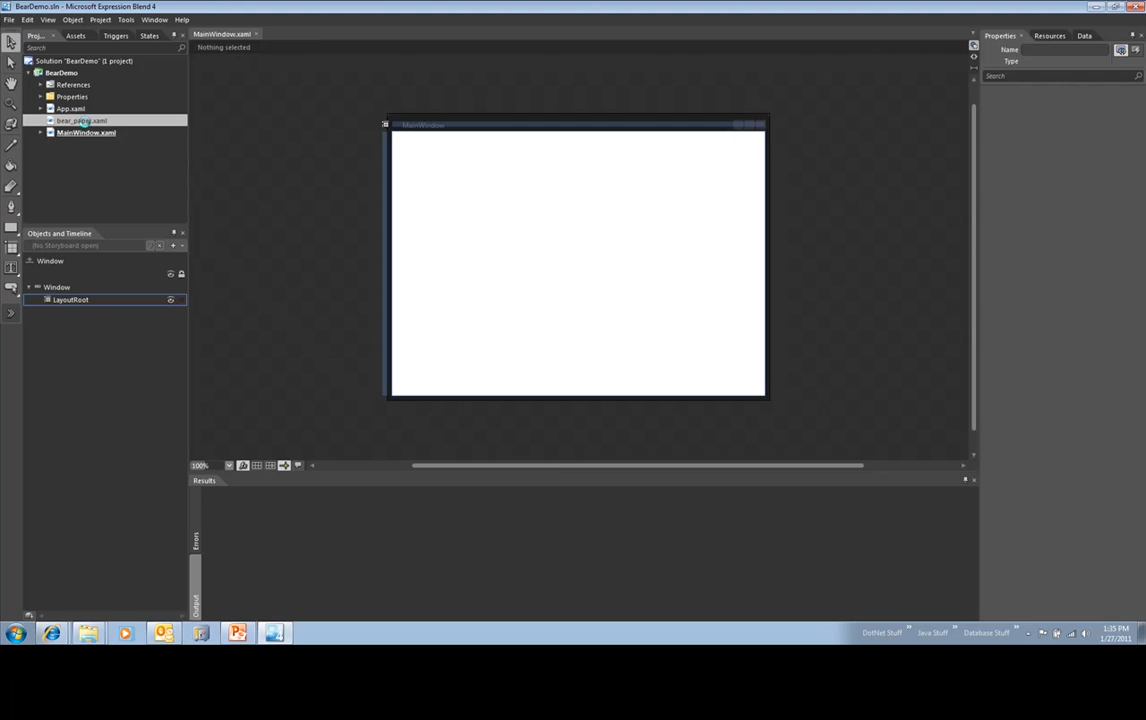 BearDemo.sln - Microsoft Expression Blend 4
File Edit View Object Project Tools Window Help
Proj... Assets Triggers States
Search
Solution "BearDemo" (1 project)
BearDemo
References
Properties
App.xaml
MainWindow.xaml
Objects and Timeline
(No Storyboard open)
Window
Window
LayoutRoot
MainWindow.xaml
Nothing selected
MainWindow
100%
Results
Errors
Output
Properties Resources Data
Name
Type
Search
DotNet Stuff » Java Stuff » Database Stuff »
1:35 PM
1/27/2011